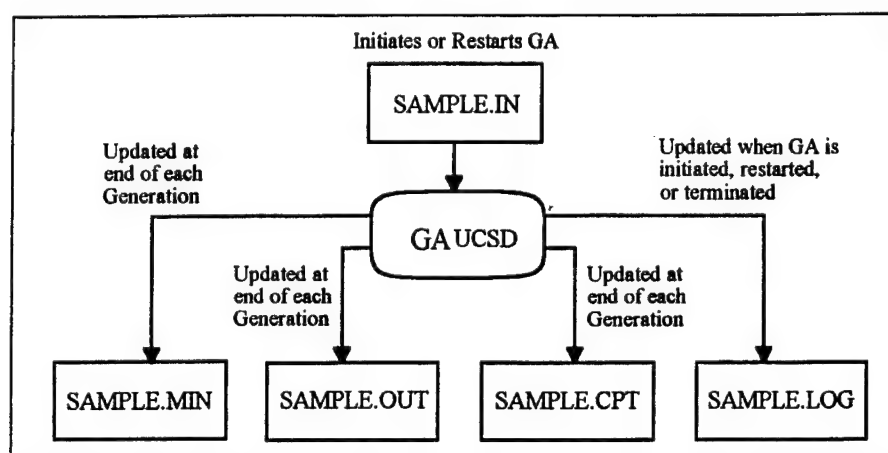 Initiates or Restarts GA
SAMPLE.IN
Updated at
end of each
Generation
Updated when GA is
initiated, restarted,
or terminated
GA UCSD
Updated at
end of each
Generation
Updated at
end of each
Generation
SAMPLE.MIN
SAMPLE.OUT
SAMPLE.CPT
SAMPLE.LOG